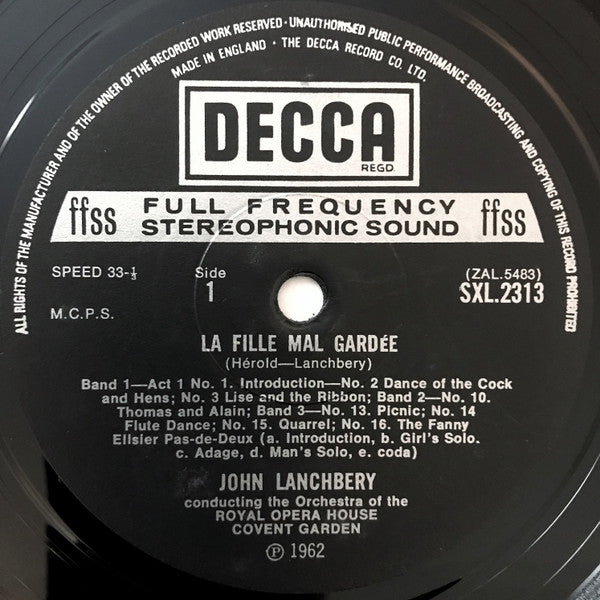 ALL RIGHTS OF THE MANUFACTURER AND OF THE OWNER OF THE RECORDED WORK RESERVED · UNAUTHORISED PUBLIC PERFORMANCE BROADCASTING AND COPYING OF THIS RECORD PROHIBITED
MADE IN ENGLAND · THE DECCA RECORD CO. LTD.
DECCA
REGD.
ffss FULL FREQUENCY STEREOPHONIC SOUND ffss
SPEED 33-⅓ Side 1 (ZAL.5483)
SXL.2313
M.C.P.S.
LA FILLE MAL GARDÉE
(Hérold—Lanchbery)
Band 1—Act 1 No. 1. Introduction—No. 2 Dance of the Cock
and Hens; No. 3 Lise and the Ribbon; Band 2—No. 10.
Thomas and Alain; Band 3—No. 13. Picnic; No. 14
Flute Dance; No. 15. Quarrel; No. 16. The Fanny
Ellsier Pas-de-Deux (a. Introduction, b. Girl's Solo.
c. Adage, d. Man's Solo, e. coda)
JOHN LANCHBERY
conducting the Orchestra of the
ROYAL OPERA HOUSE
COVENT GARDEN
℗ 1962